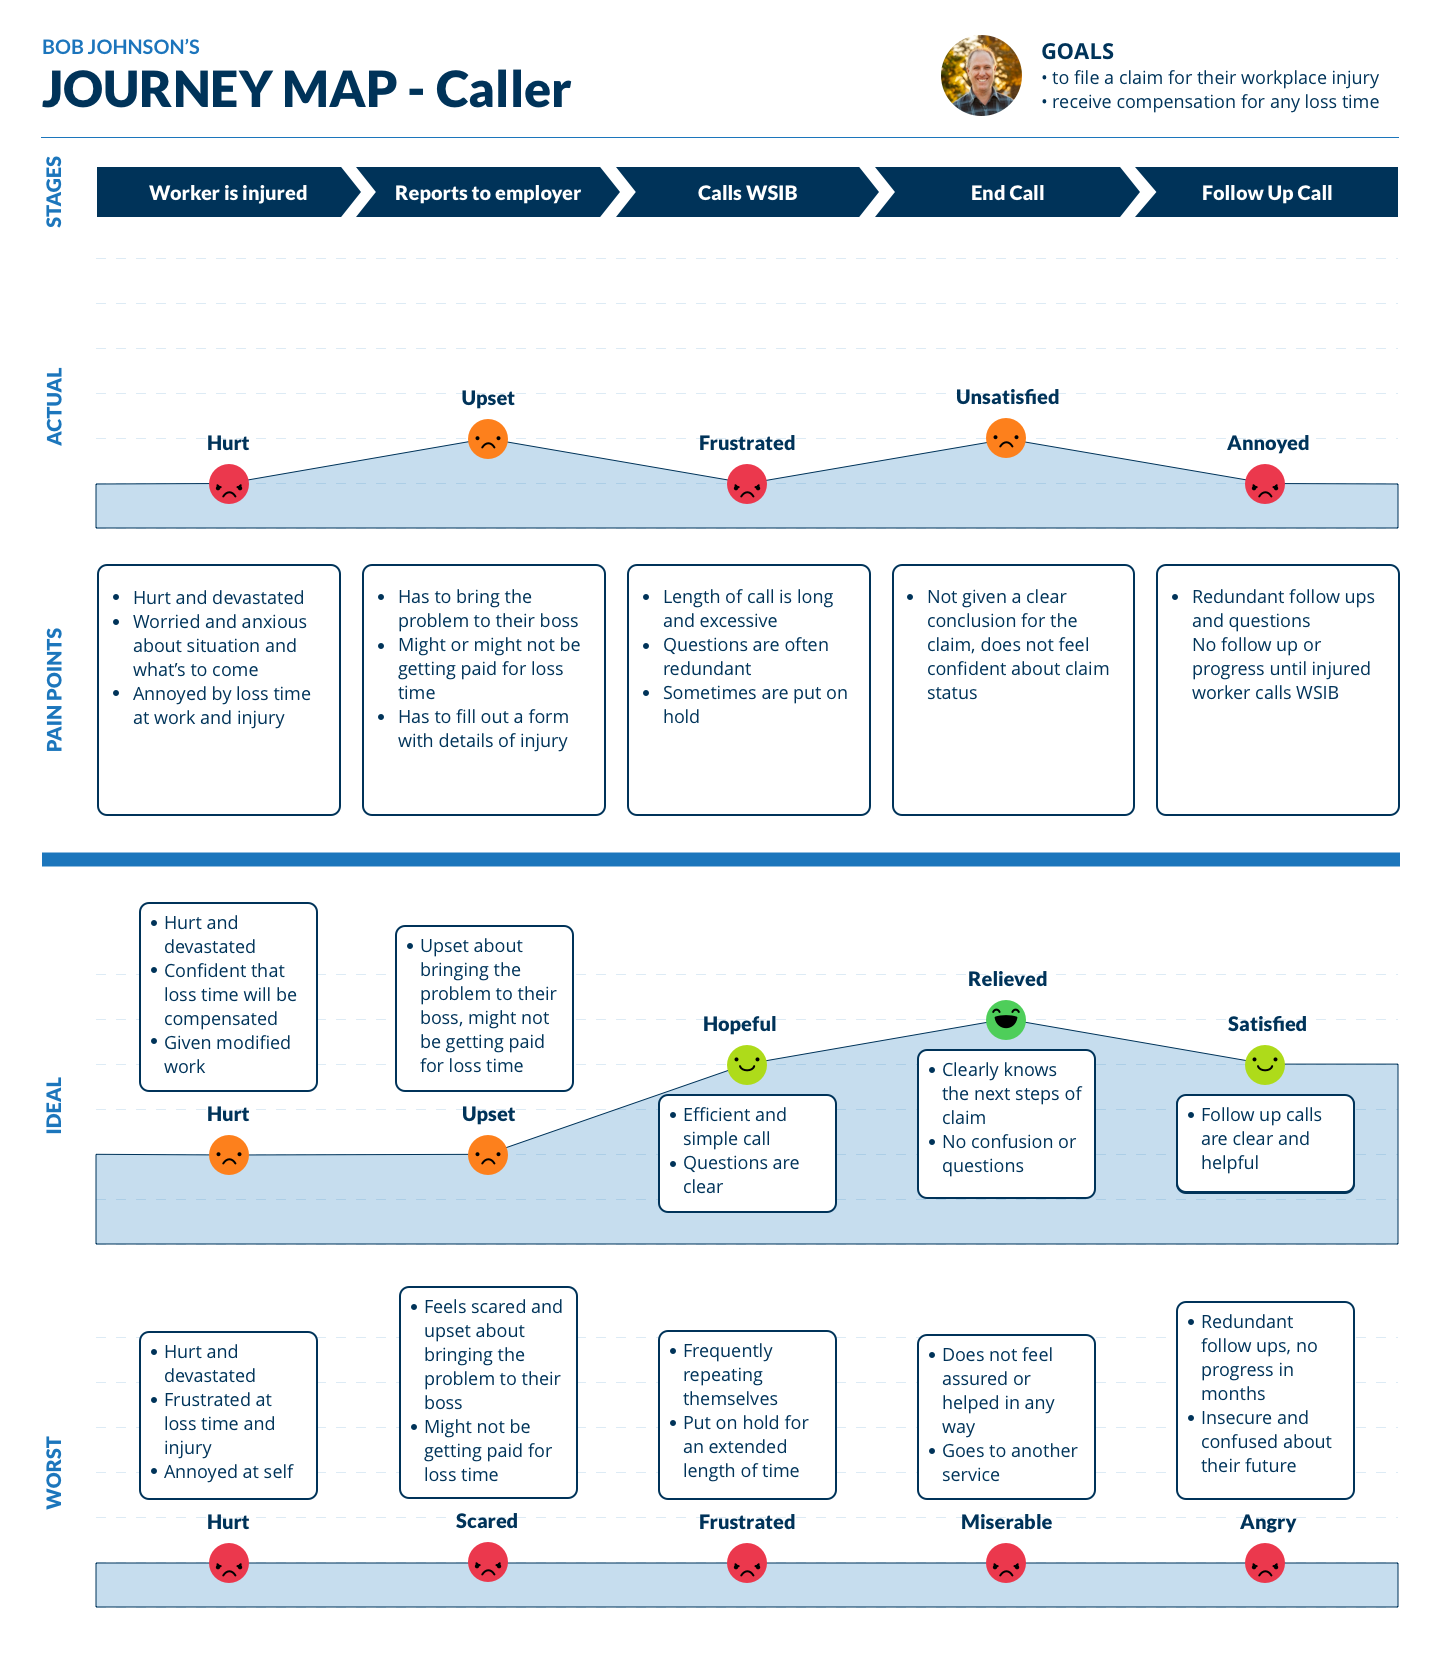 BOB JOHNSON'S
JOURNEY MAP - Caller
GOALS
• to file a claim for their workplace injury
• receive compensation for any loss time
STAGES
Worker is injured
Reports to employer
Calls WSIB
End Call
Follow Up Call
ACTUAL
Hurt
Upset
Frustrated
Unsatisfied
Annoyed
PAIN POINTS
• Hurt and devastated
• Worried and anxious
about situation and
what's to come
• Annoyed by loss time
at work and injury
• Has to bring the
problem to their boss
• Might or might not be
getting paid for loss
time
• Has to fill out a form
with details of injury
• Length of call is long
and excessive
• Questions are often
redundant
• Sometimes are put on
hold
• Not given a clear
conclusion for the
claim, does not feel
confident about claim
status
• Redundant follow ups
and questions
No follow up or
progress until injured
worker calls WSIB
IDEAL
• Hurt and
devastated
• Confident that
loss time will be
compensated
• Given modified
work
Hurt
• Upset about
bringing the
problem to their
boss, might not
be getting paid
for loss time
Upset
Hopeful
• Efficient and
simple call
• Questions are
clear
Relieved
• Clearly knows
the next steps of
claim
• No confusion or
questions
Satisfied
• Follow up calls
are clear and
helpful
WORST
• Hurt and
devastated
• Frustrated at
loss time and
injury
• Annoyed at self
Hurt
• Feels scared and
upset about
bringing the
problem to their
boss
• Might not be
getting paid for
loss time
Scared
• Frequently
repeating
themselves
• Put on hold for
an extended
length of time
Frustrated
• Does not feel
assured or
helped in any
way
• Goes to another
service
Miserable
• Redundant
follow ups, no
progress in
months
• Insecure and
confused about
their future
Angry